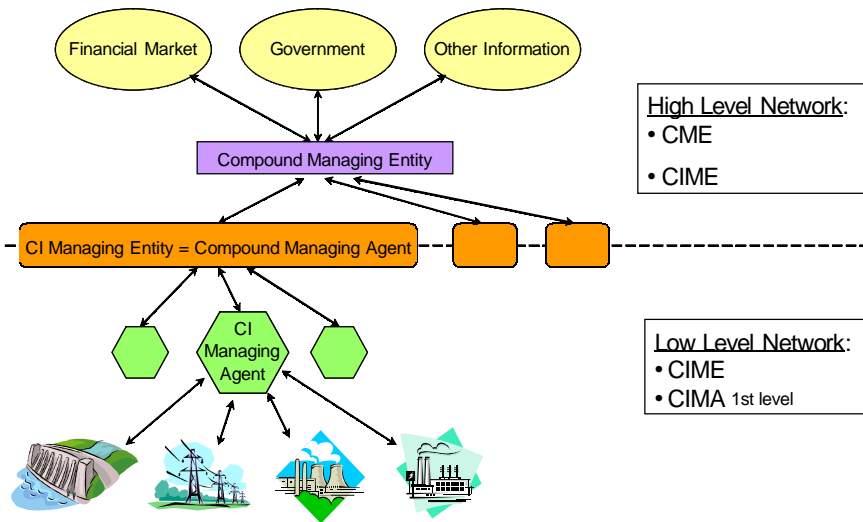 Financial Market
Government
Other Information
High Level Network:
• CME
• CIME
Compound Managing Entity
CI Managing Entity = Compound Managing Agent
CI
Managing
Agent
Low Level Network:
• CIME
• CIMA 1st level